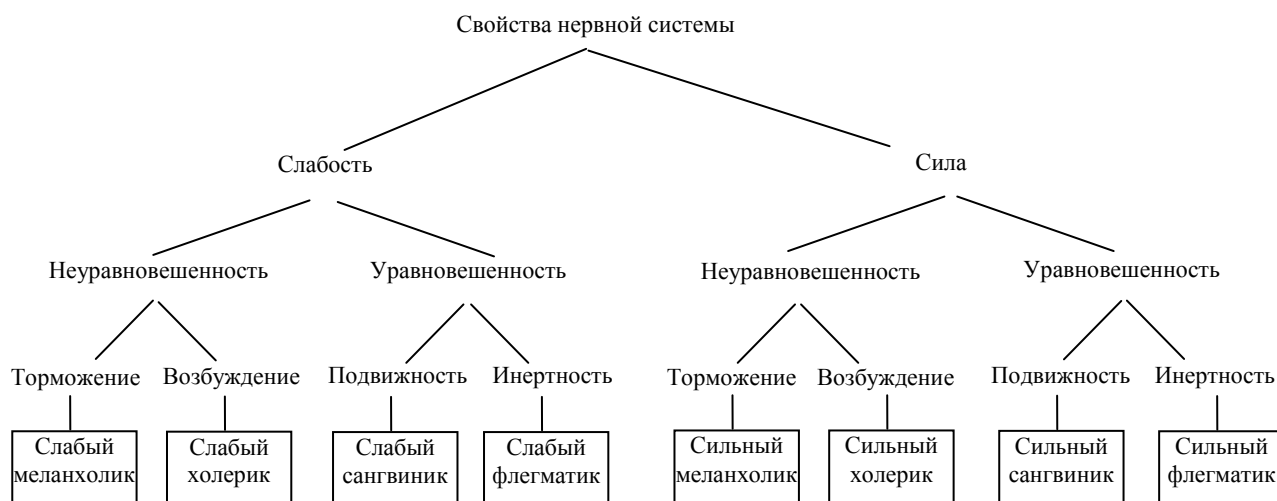 Свойства нервной системы
Слабость Сила
Неуравновешенность Уравновешенность Неуравновешенность Уравновешенность
Торможение Возбуждение Подвижность Инертность Торможение Возбуждение Подвижность Инертность
Слабый Слабый Слабый Слабый Сильный Сильный Сильный Сильный
меланхолик холерик сангвиник флегматик меланхолик холерик сангвиник флегматик